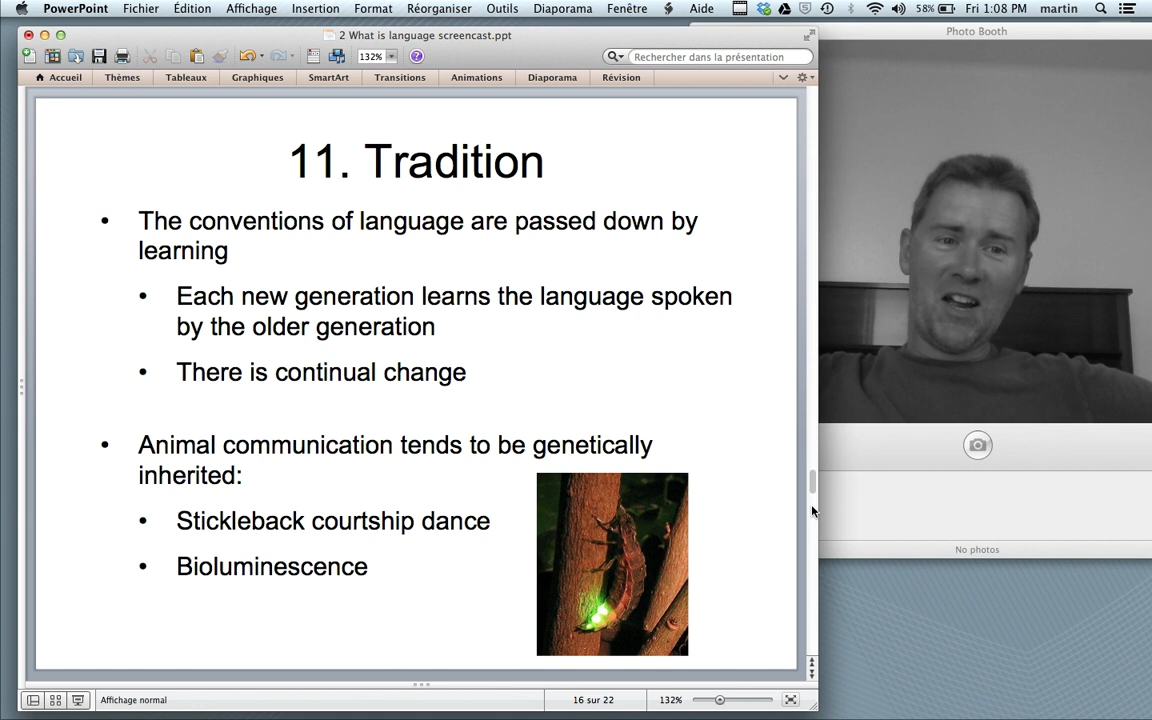 PowerPoint Fichier Édition Affichage Insertion Format Réorganiser Outils Diaporama Fenêtre Aide 58% Fri 1:08 PM martin
2 What is language screencast.ppt
Photo Booth
132% Rechercher dans la présentation
Accueil Thèmes Tableaux Graphiques SmartArt Transitions Animations Diaporama Révision
11. Tradition
• The conventions of language are passed down by
learning
• Each new generation learns the language spoken
by the older generation
• There is continual change
• Animal communication tends to be genetically
inherited:
• Stickleback courtship dance
• Bioluminescence
No photos
Affichage normal 16 sur 22 132%